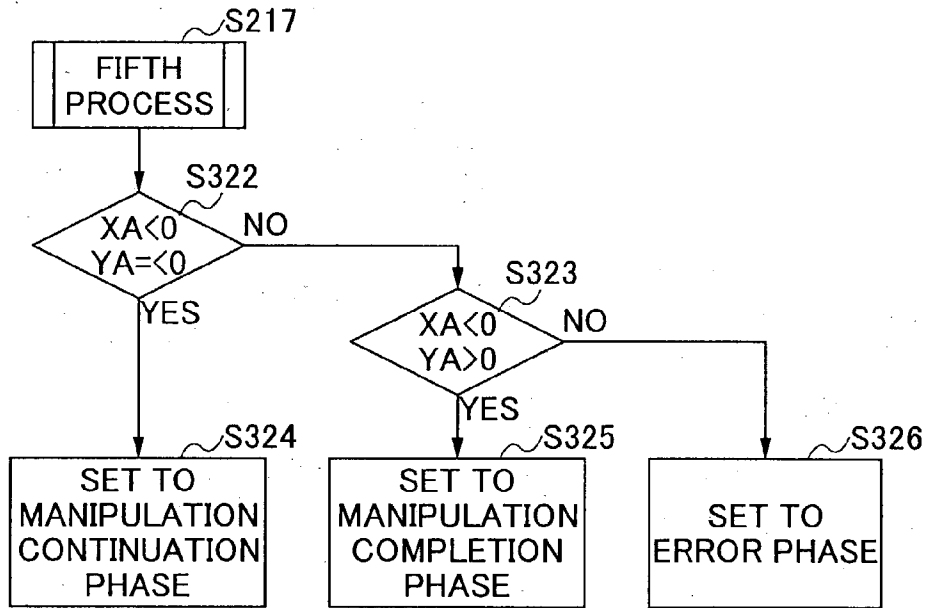 S217
FIFTH
PROCESS
S322
XA<0
YA=<0
NO
YES
S323
XA<0
YA>0
NO
YES
S324
SET TO
MANIPULATION
CONTINUATION
PHASE
S325
SET TO
MANIPULATION
COMPLETION
PHASE
S326
SET TO
ERROR PHASE